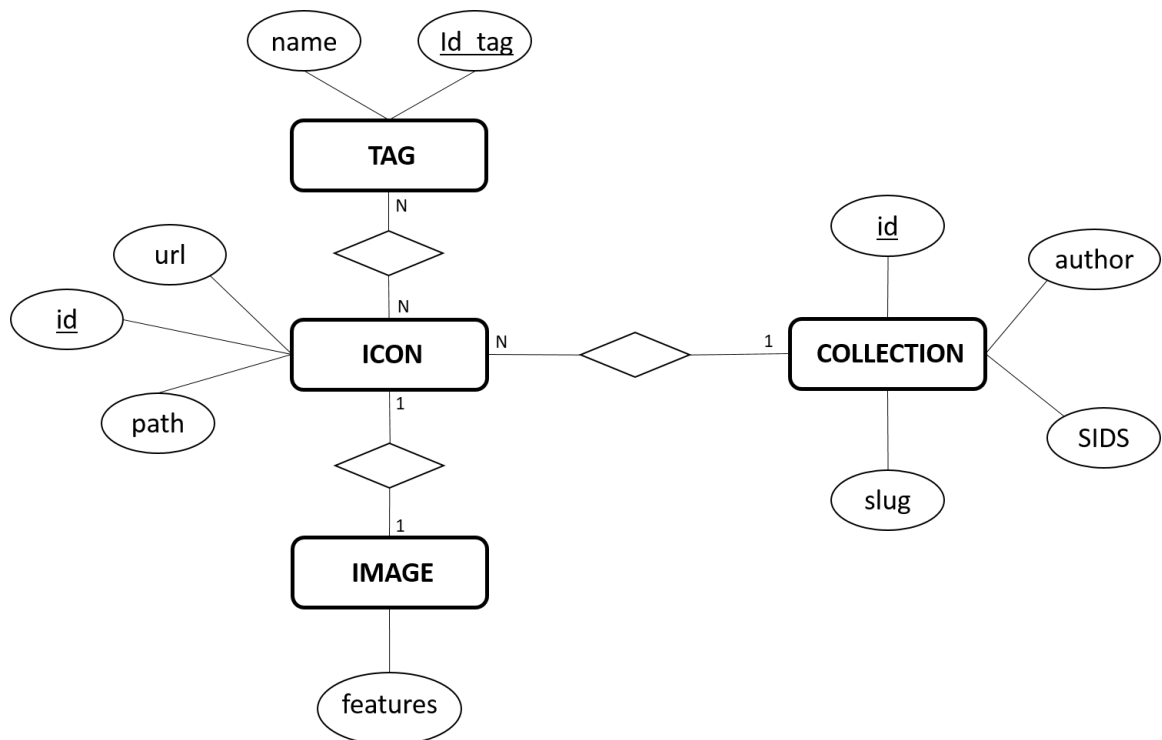 name
Id_tag
TAG
N
id
url
author
id
N
ICON
N
1
COLLECTION
1
path
SIDS
slug
1
IMAGE
features